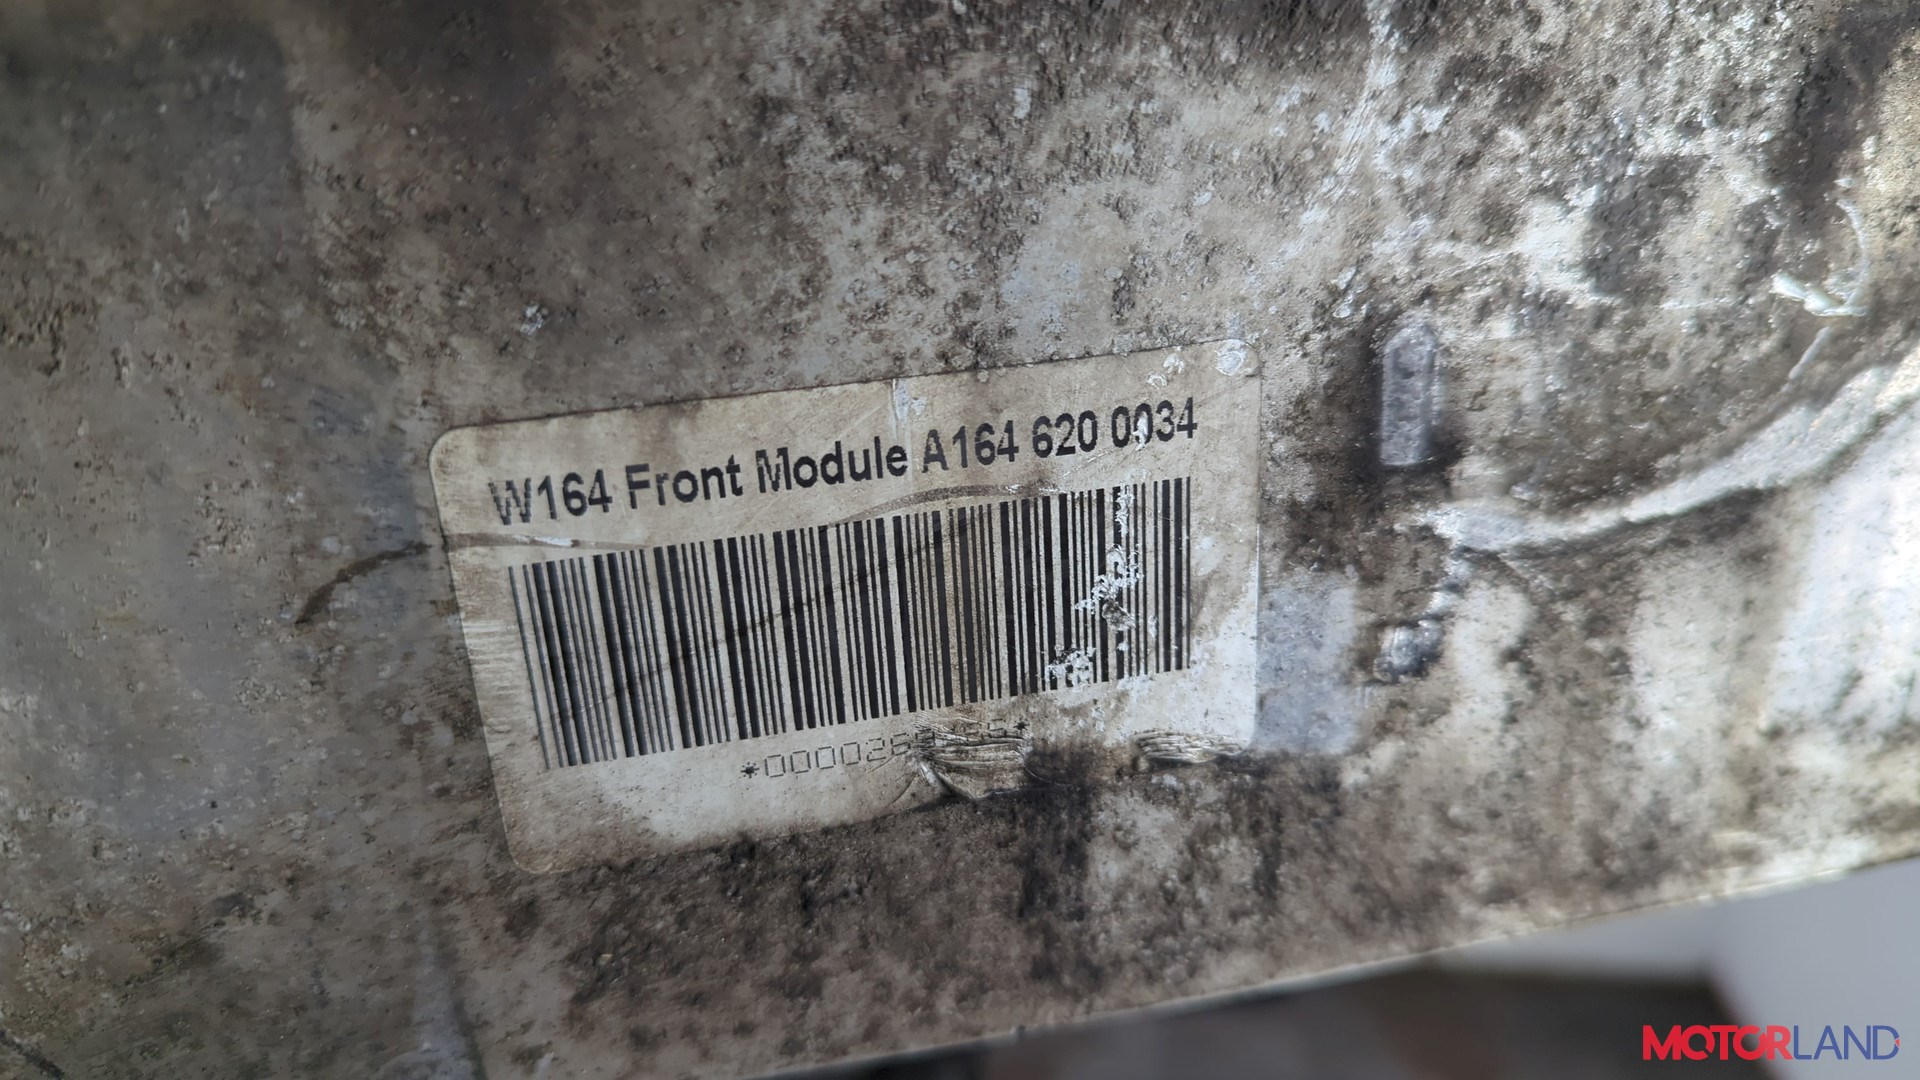 W164 Front Module A164 620 0034
MOTORLAND